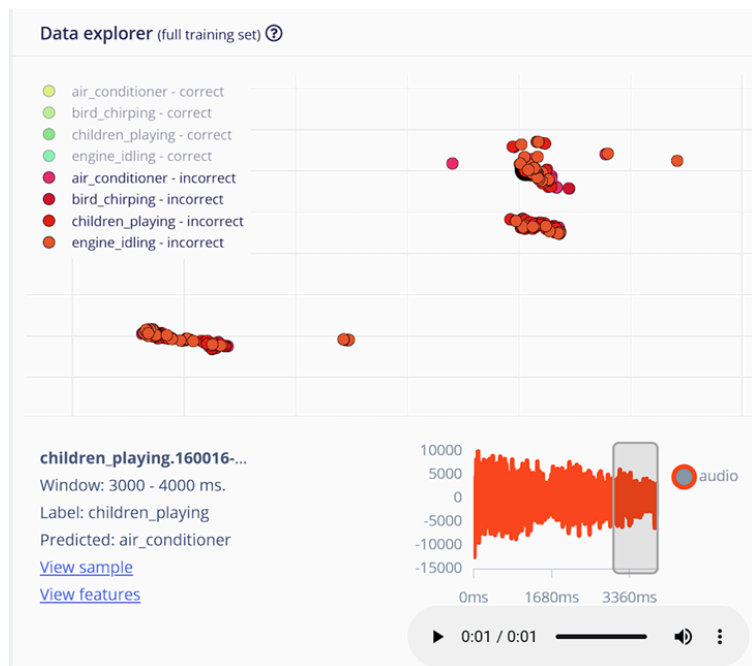 Data explorer (full training set) ?
air_conditioner - correct
bird_chirping - correct
children_playing - correct
engine_idling - correct
air_conditioner - incorrect
bird_chirping - incorrect
children_playing - incorrect
engine_idling - incorrect
children_playing.160016-...
Window: 3000 - 4000 ms.
Label: children_playing
Predicted: air_conditioner
View sample
View features
10000
5000
0
-5000
-10000
-15000
0ms 1680ms 3360ms
audio
0:01 / 0:01